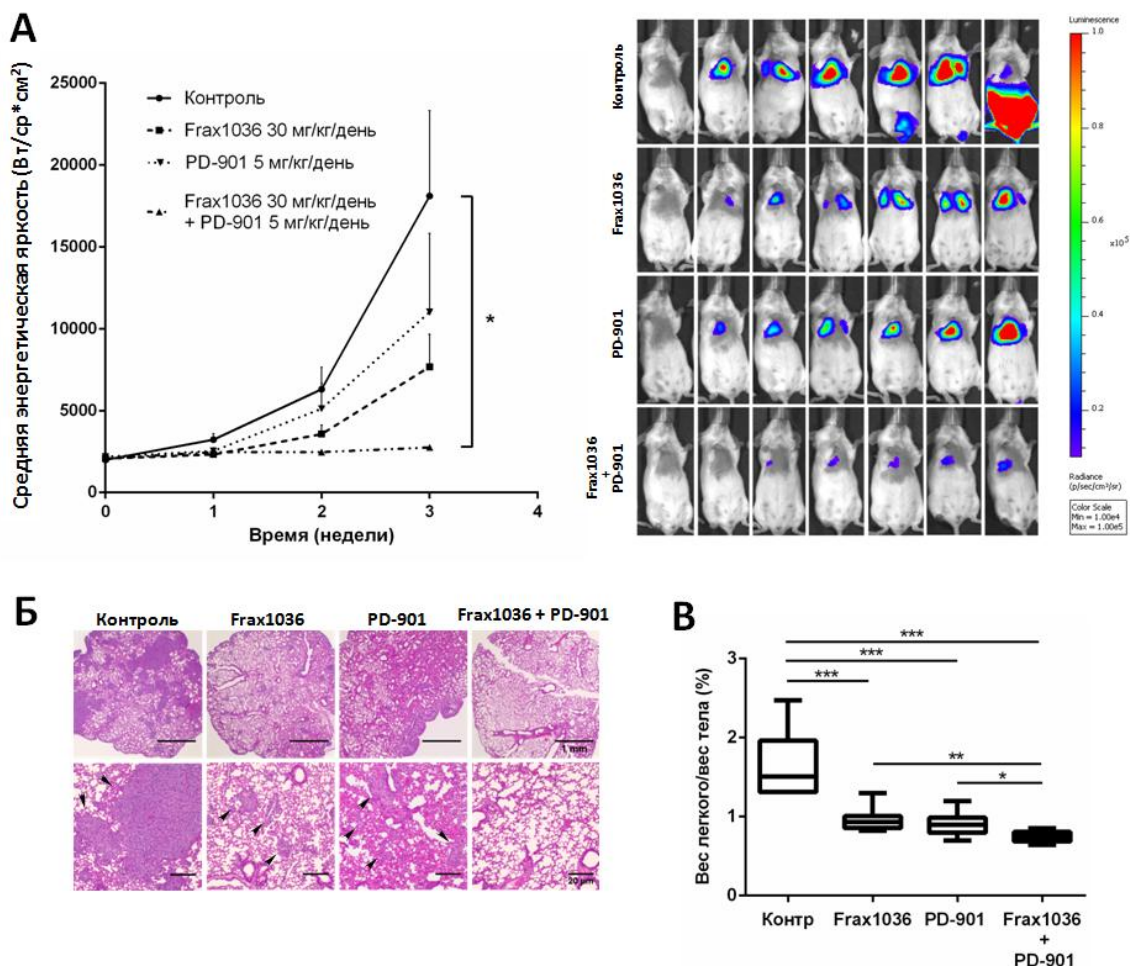 А
25000
20000
15000
10000
5000
0
Средняя энергетическая яркость (Вт/ср*см²)
Контроль
Frax1036 30 мг/кг/день
PD-901 5 мг/кг/день
Frax1036 30 мг/кг/день
+ PD-901 5 мг/кг/день
*
0 1 2 3 4
Время (недели)
Контроль
Frax1036
PD-901
Frax1036
+
PD-901
Luminescence
1.0
0.8
0.6
x10⁵
0.4
0.2
Radiance
(p/sec/cm²/sr)
Color Scale
Min = 1.00e4
Max = 1.00e5
Б
Контроль Frax1036 PD-901 Frax1036 + PD-901
1 mm
20 µm
В
3
2
1
0
Вес легкого/вес тела (%)
***
***
***
**
*
Контр Frax1036 PD-901 Frax1036
+
PD-901